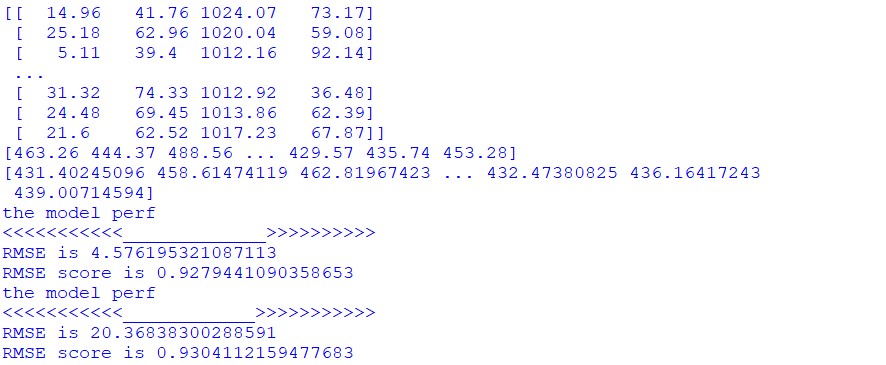 [[  14.96   41.76 1024.07   73.17]
 [  25.18   62.96 1020.04   59.08]
 [   5.11   39.4  1012.16   92.14]
 ...
 [  31.32   74.33 1012.92   36.48]
 [  24.48   69.45 1013.86   62.39]
 [  21.6    62.52 1017.23   67.87]]
[463.26 444.37 488.56 ... 429.57 435.74 453.28]
[431.40245096 458.61474119 462.81967423 ... 432.47380825 436.16417243
 439.00714594]
the model perf
<<<<<<<<<<<_____________>>>>>>>>>>
RMSE is 4.576195321087113
RMSE score is 0.9279441090358653
the model perf
<<<<<<<<<<<____________>>>>>>>>>>>
RMSE is 20.36838300288591
RMSE score is 0.9304112159477683